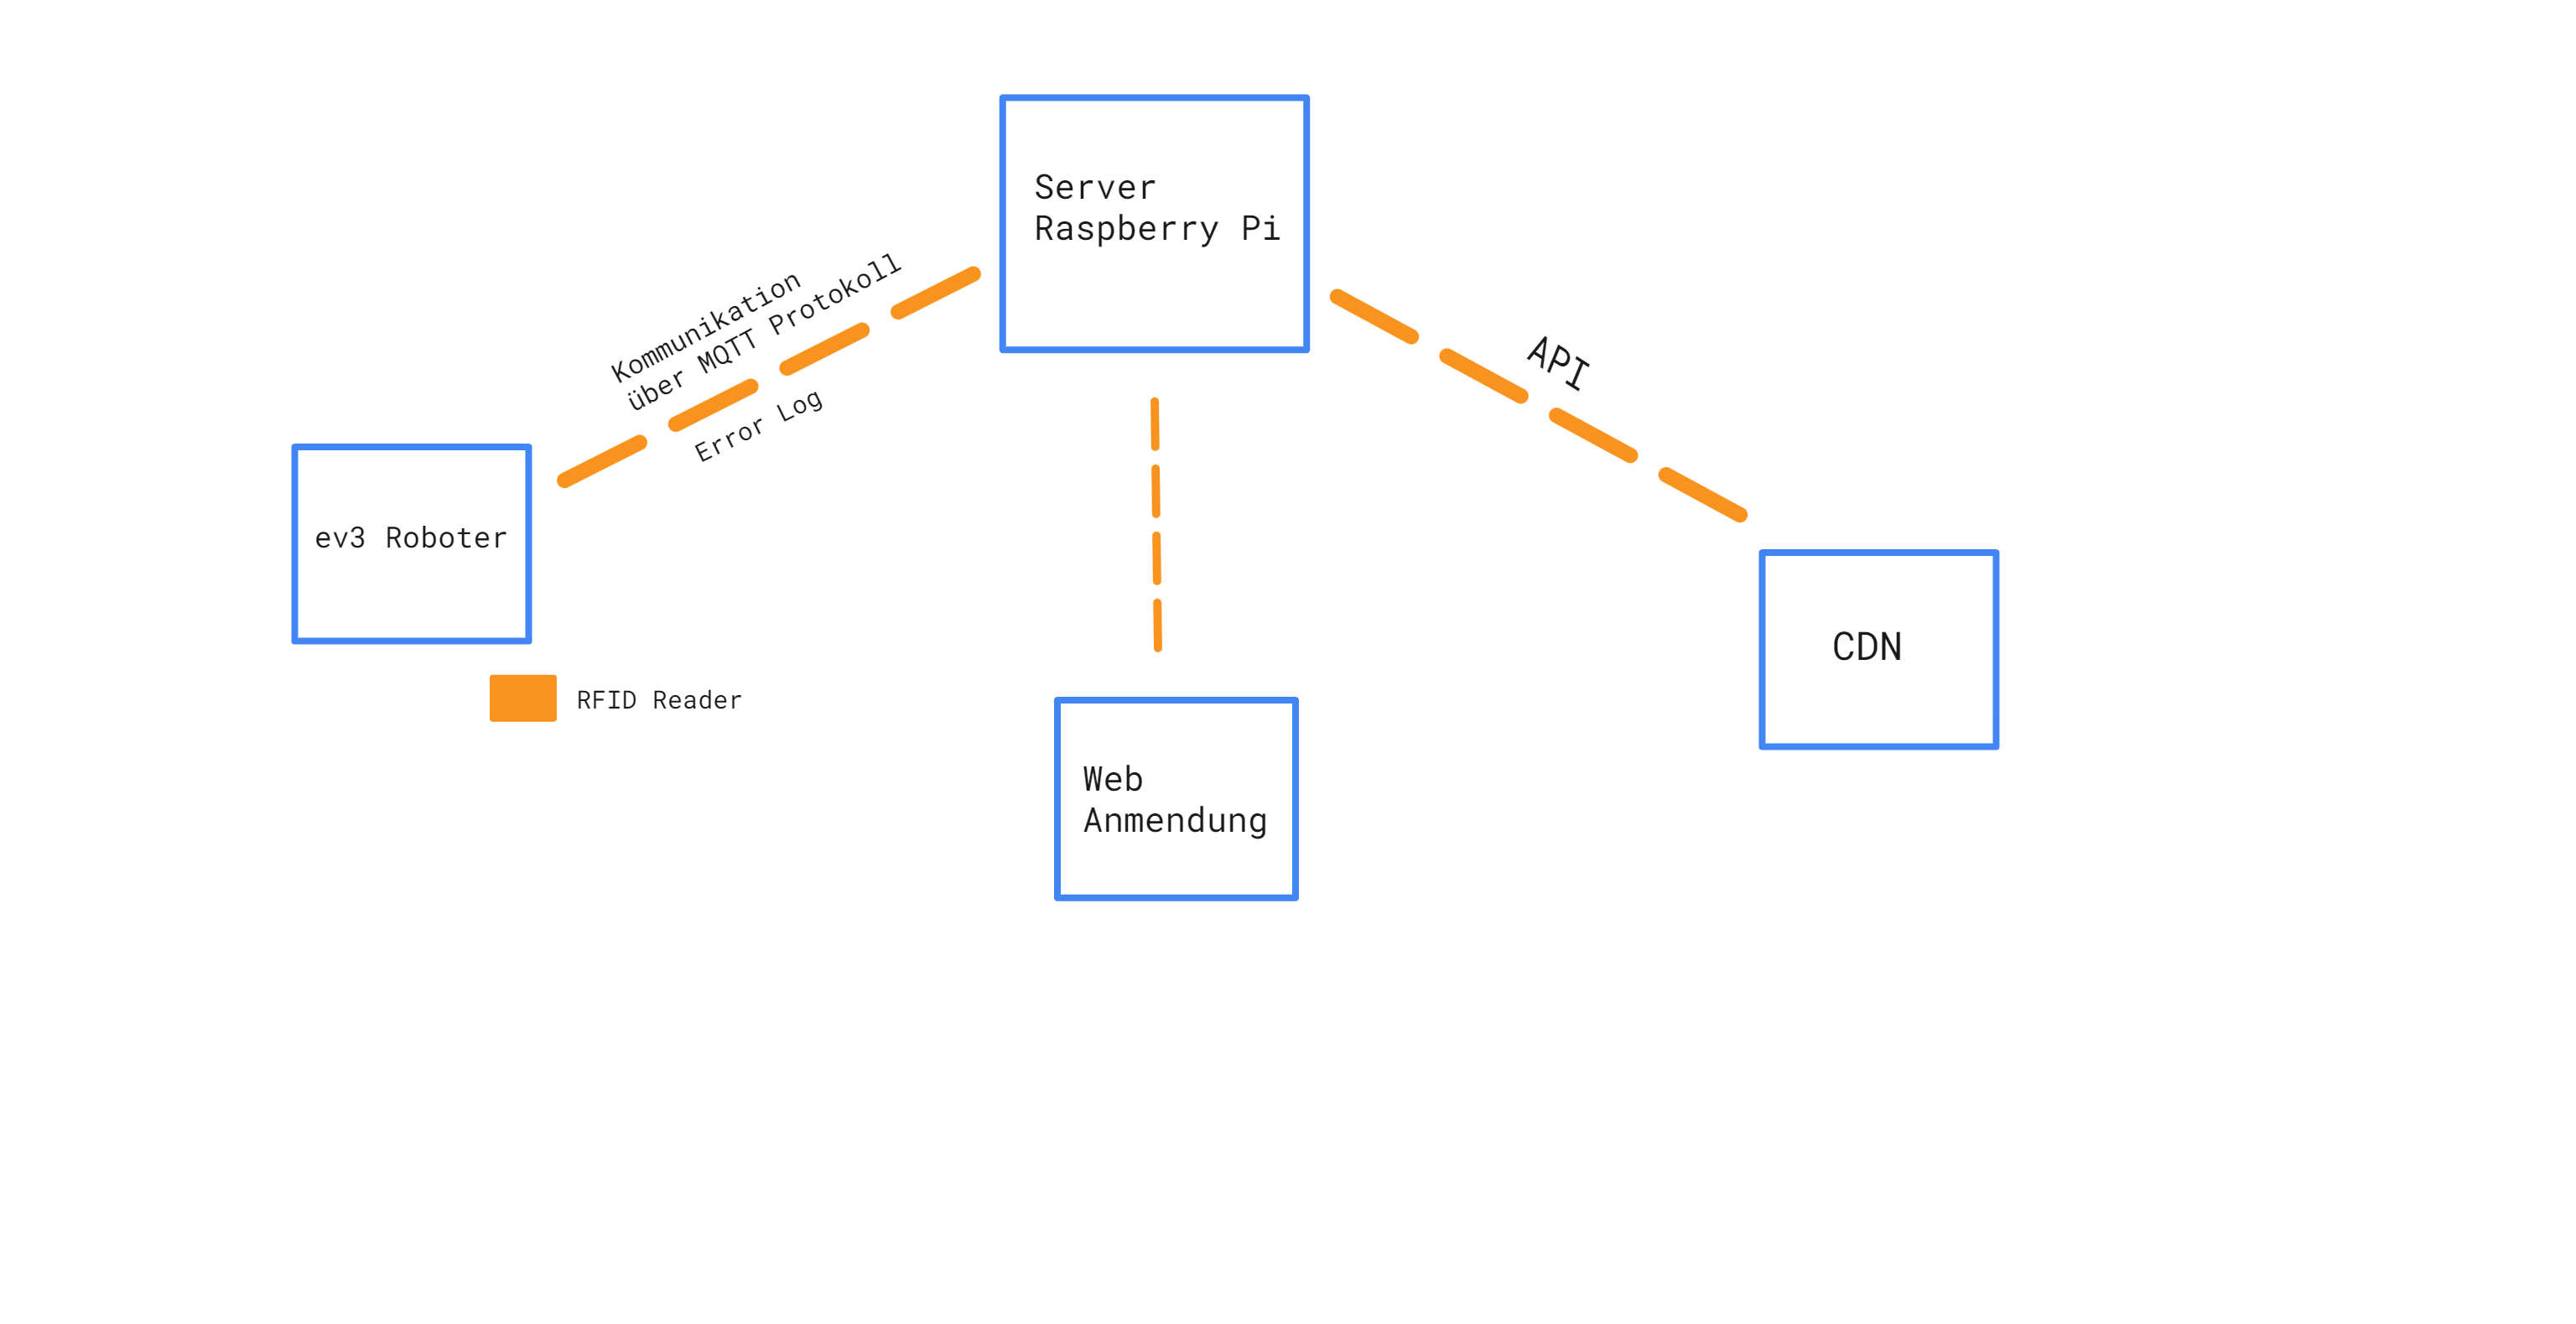 Server
Raspberry Pi
Kommunikation
über MQTT Protokoll
Error Log
API
ev3 Roboter
RFID Reader
CDN
Web
Anmendung